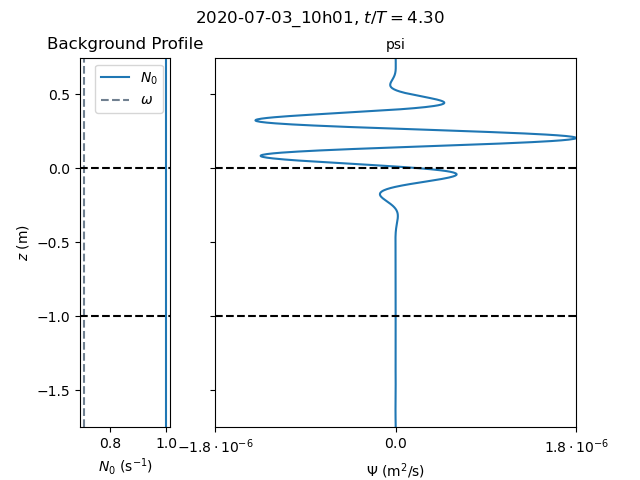 2020-07-03_10h01, t/T = 4.30
Background Profile
psi
N₀
ω
0.5
0.0
−0.5
−1.0
−1.5
z (m)
0.8 1.0
N₀ (s⁻¹)
−1.8 · 10⁻⁶ 0.0 1.8 · 10⁻⁶
Ψ (m²/s)